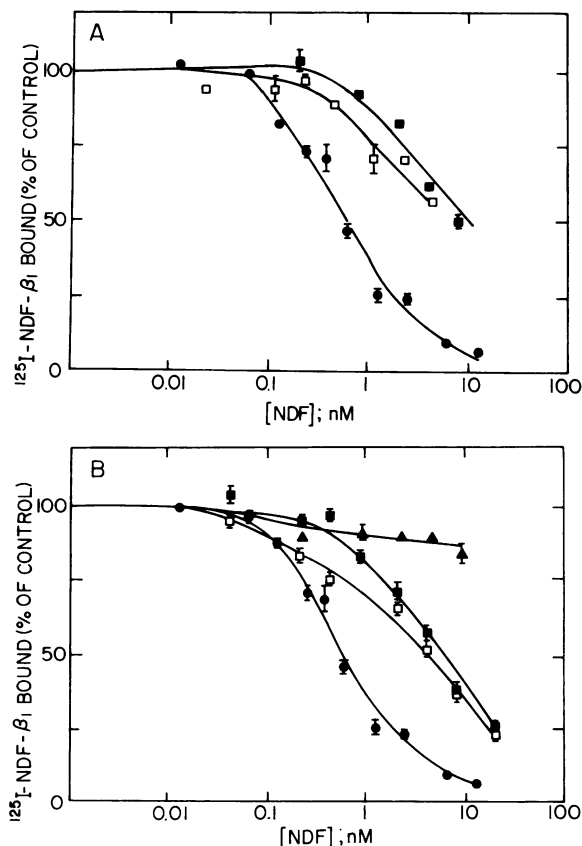 A
¹²⁵I-NDF-β₁ BOUND (% OF CONTROL)
100
50
0
0.01 0.1 1 10 100
[NDF]; nM
B
¹²⁵I-NDF-β₁ BOUND (% OF CONTROL)
100
50
0
0.01 0.1 1 10 100
[NDF]; nM